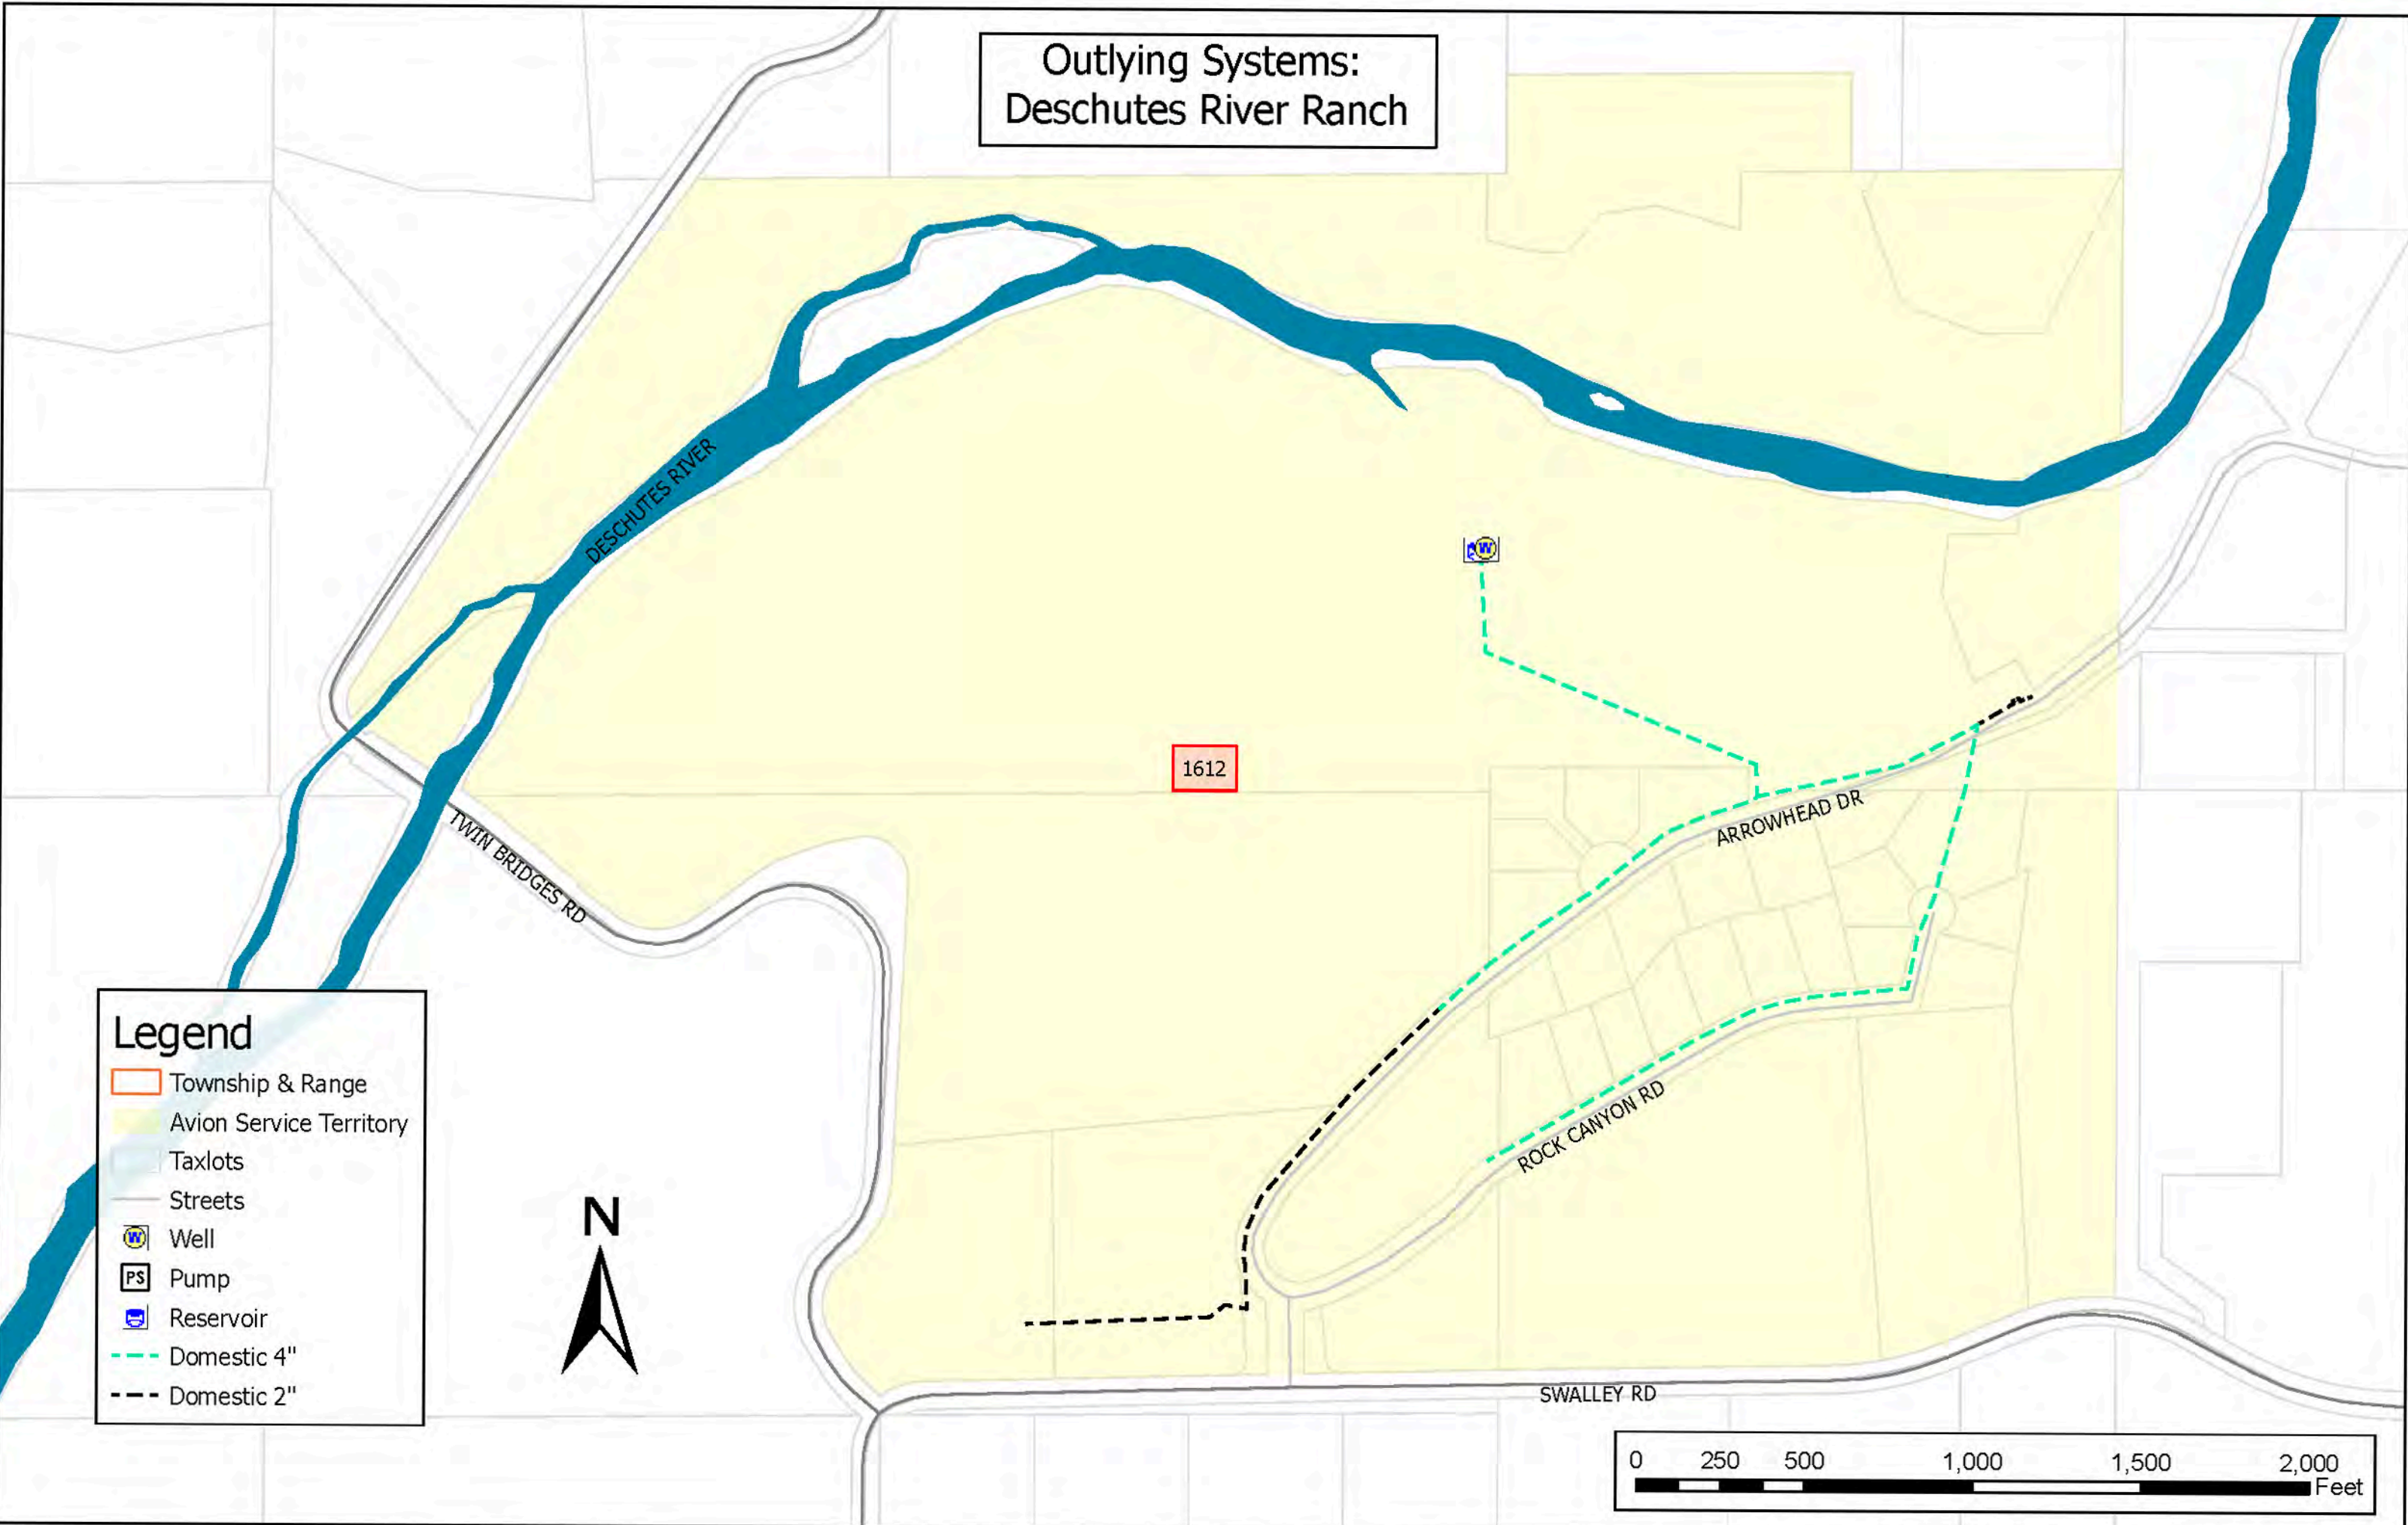 Outlying Systems:
Deschutes River Ranch
DESCHUTES RIVER
W
1612
ARROWHEAD DR
TWIN BRIDGES RD
ROCK CANYON RD
SWALLEY RD
Legend
Township & Range
Avion Service Territory
Taxlots
Streets
W Well
PS Pump
Reservoir
Domestic 4"
Domestic 2"
N
0 250 500 1,000 1,500 2,000
Feet